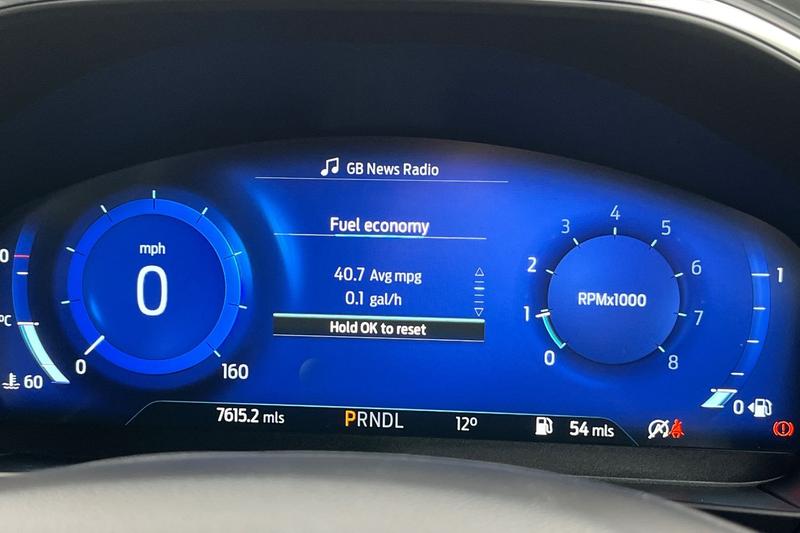 GB News Radio
Fuel economy
40.7 Avg mpg
0.1 gal/h
Hold OK to reset
mph
0
0
160
0
°C
60
RPMx1000
0
1
2
3
4
5
6
7
8
1
0
7615.2 mls
PRNDL
12°
54 mls